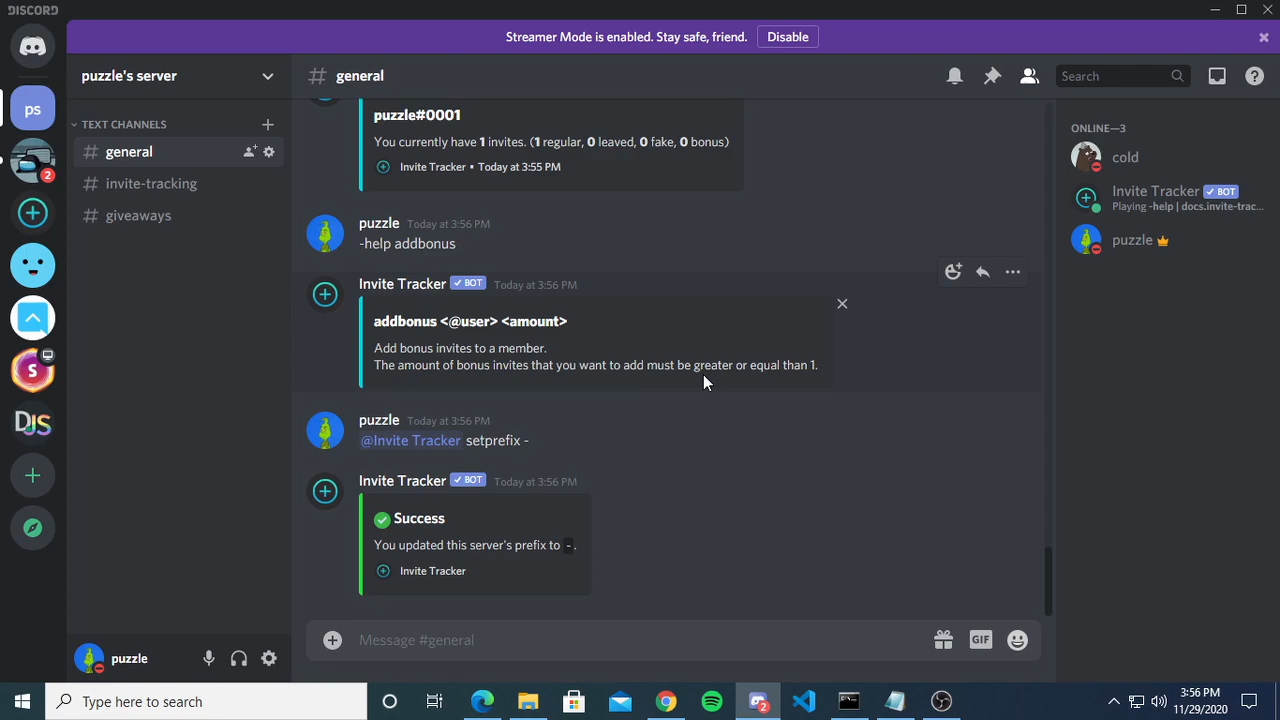 DISCORD
Streamer Mode is enabled. Stay safe, friend.
Disable
ps
2
DJS
puzzle's server
TEXT CHANNELS
general
invite-tracking
giveaways
puzzle
general
Search
puzzle#0001
You currently have 1 invites. (1 regular, 0 leaved, 0 fake, 0 bonus)
Invite Tracker • Today at 3:55 PM
puzzle Today at 3:56 PM
-help addbonus
Invite Tracker BOT Today at 3:56 PM
addbonus <@user> <amount>
Add bonus invites to a member.
The amount of bonus invites that you want to add must be greater or equal than 1.
puzzle Today at 3:56 PM
@Invite Tracker setprefix -
Invite Tracker BOT Today at 3:56 PM
Success
You updated this server's prefix to -.
Invite Tracker
Message #general
GIF
ONLINE—3
cold
Invite Tracker BOT
Playing -help | docs.invite-trac...
puzzle
Type here to search
2
3:56 PM
11/29/2020